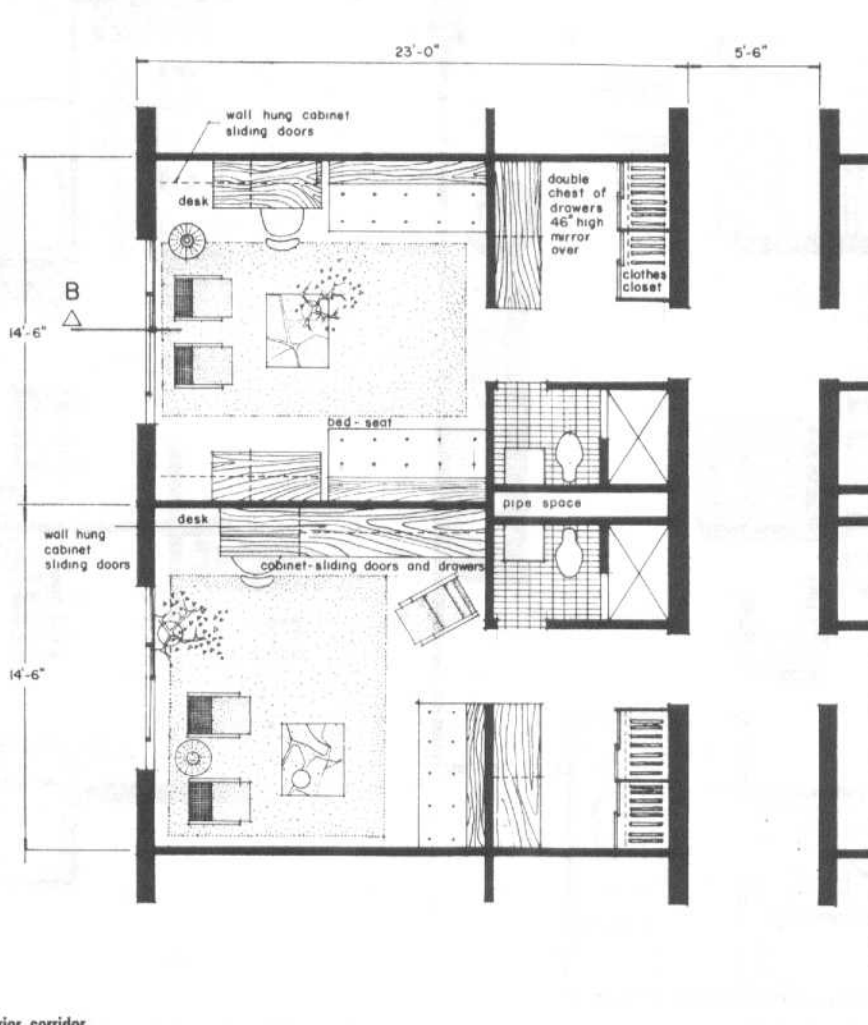 23'-0"
5'-6"
wall hung cabinet
sliding doors
desk
double
chest of
drawers
46" high
mirror
over
clothes
closet
B
14'-6"
bed-seat
pipe space
desk
wall hung
cabinet
sliding doors
cabinet-sliding doors and drawers
14'-6"
corridor